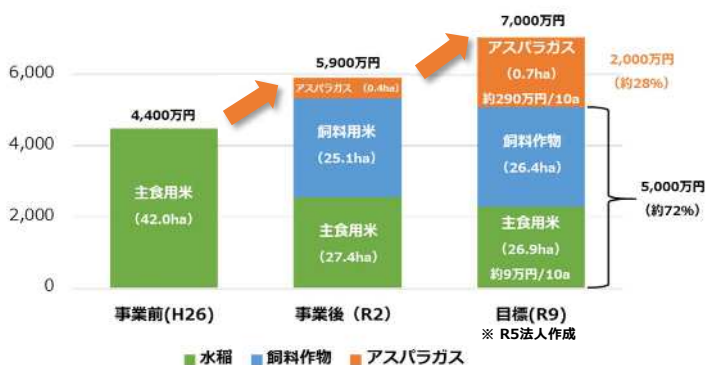 7,000万円
5,900万円
4,400万円
6,000
4,000
2,000
0
主食用米
(42.0ha)
アスパラガス (0.4ha)
飼料用米
(25.1ha)
主食用米
(27.4ha)
アスパラガス
(0.7ha)
約290万円/10a
飼料作物
(26.4ha)
主食用米
(26.9ha)
約9万円/10a
2,000万円
(約28%)
5,000万円
(約72%)
事業前(H26)
事業後(R2)
目標(R9)
※ R5法人作成
水稲 飼料作物 アスパラガス